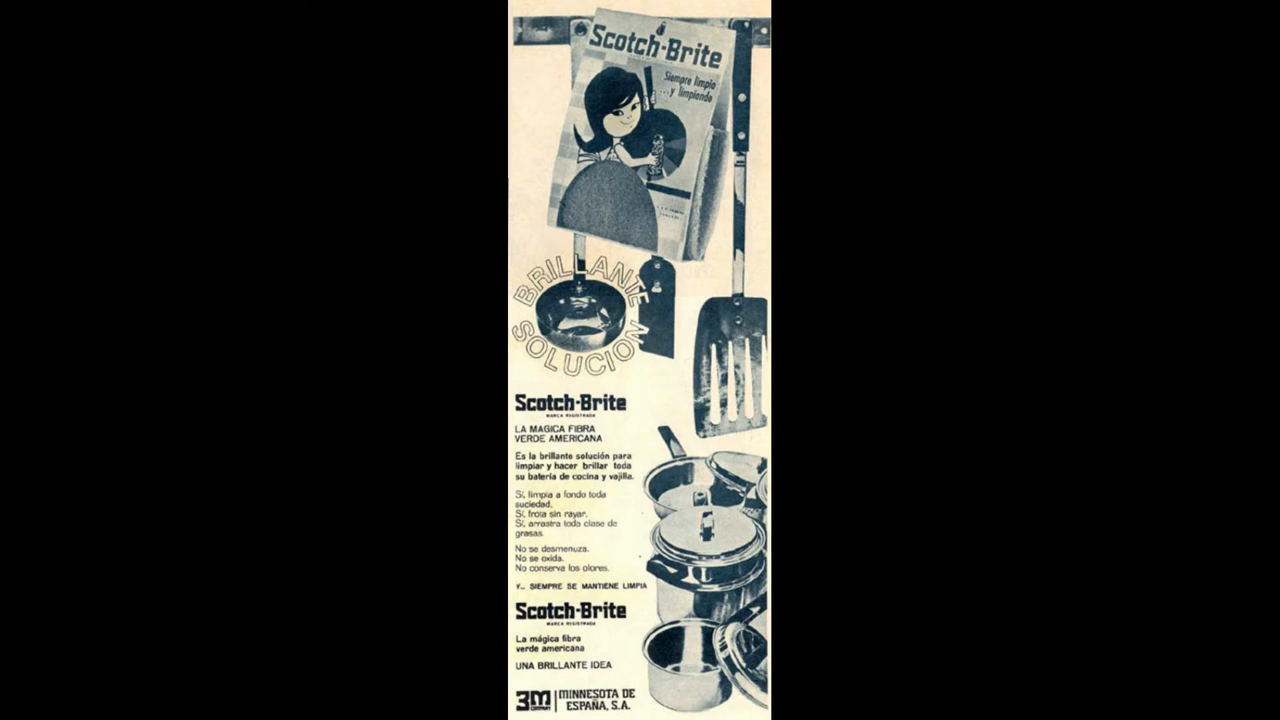 Scotch-Brite
Siempre limpio
...y limpiando
BRILLANTE
SOLUCION
Scotch-Brite
MARCA REGISTRADA
LA MAGICA FIBRA
VERDE AMERICANA
Es la brillante solución para
limpiar y hacer brillar toda
su batería de cocina y vajilla.
Sí, limpia a fondo toda
suciedad.
Sí, frota sin rayar.
Sí, arrastra toda clase de
grasas.
No se desmenuza.
No se oxida.
No conserva los olores.
Y... SIEMPRE SE MANTIENE LIMPIA
Scotch-Brite
MARCA REGISTRADA
La mágica fibra
verde americana
UNA BRILLANTE IDEA
3M COMPANY
MINNESOTA DE
ESPAÑA, S.A.